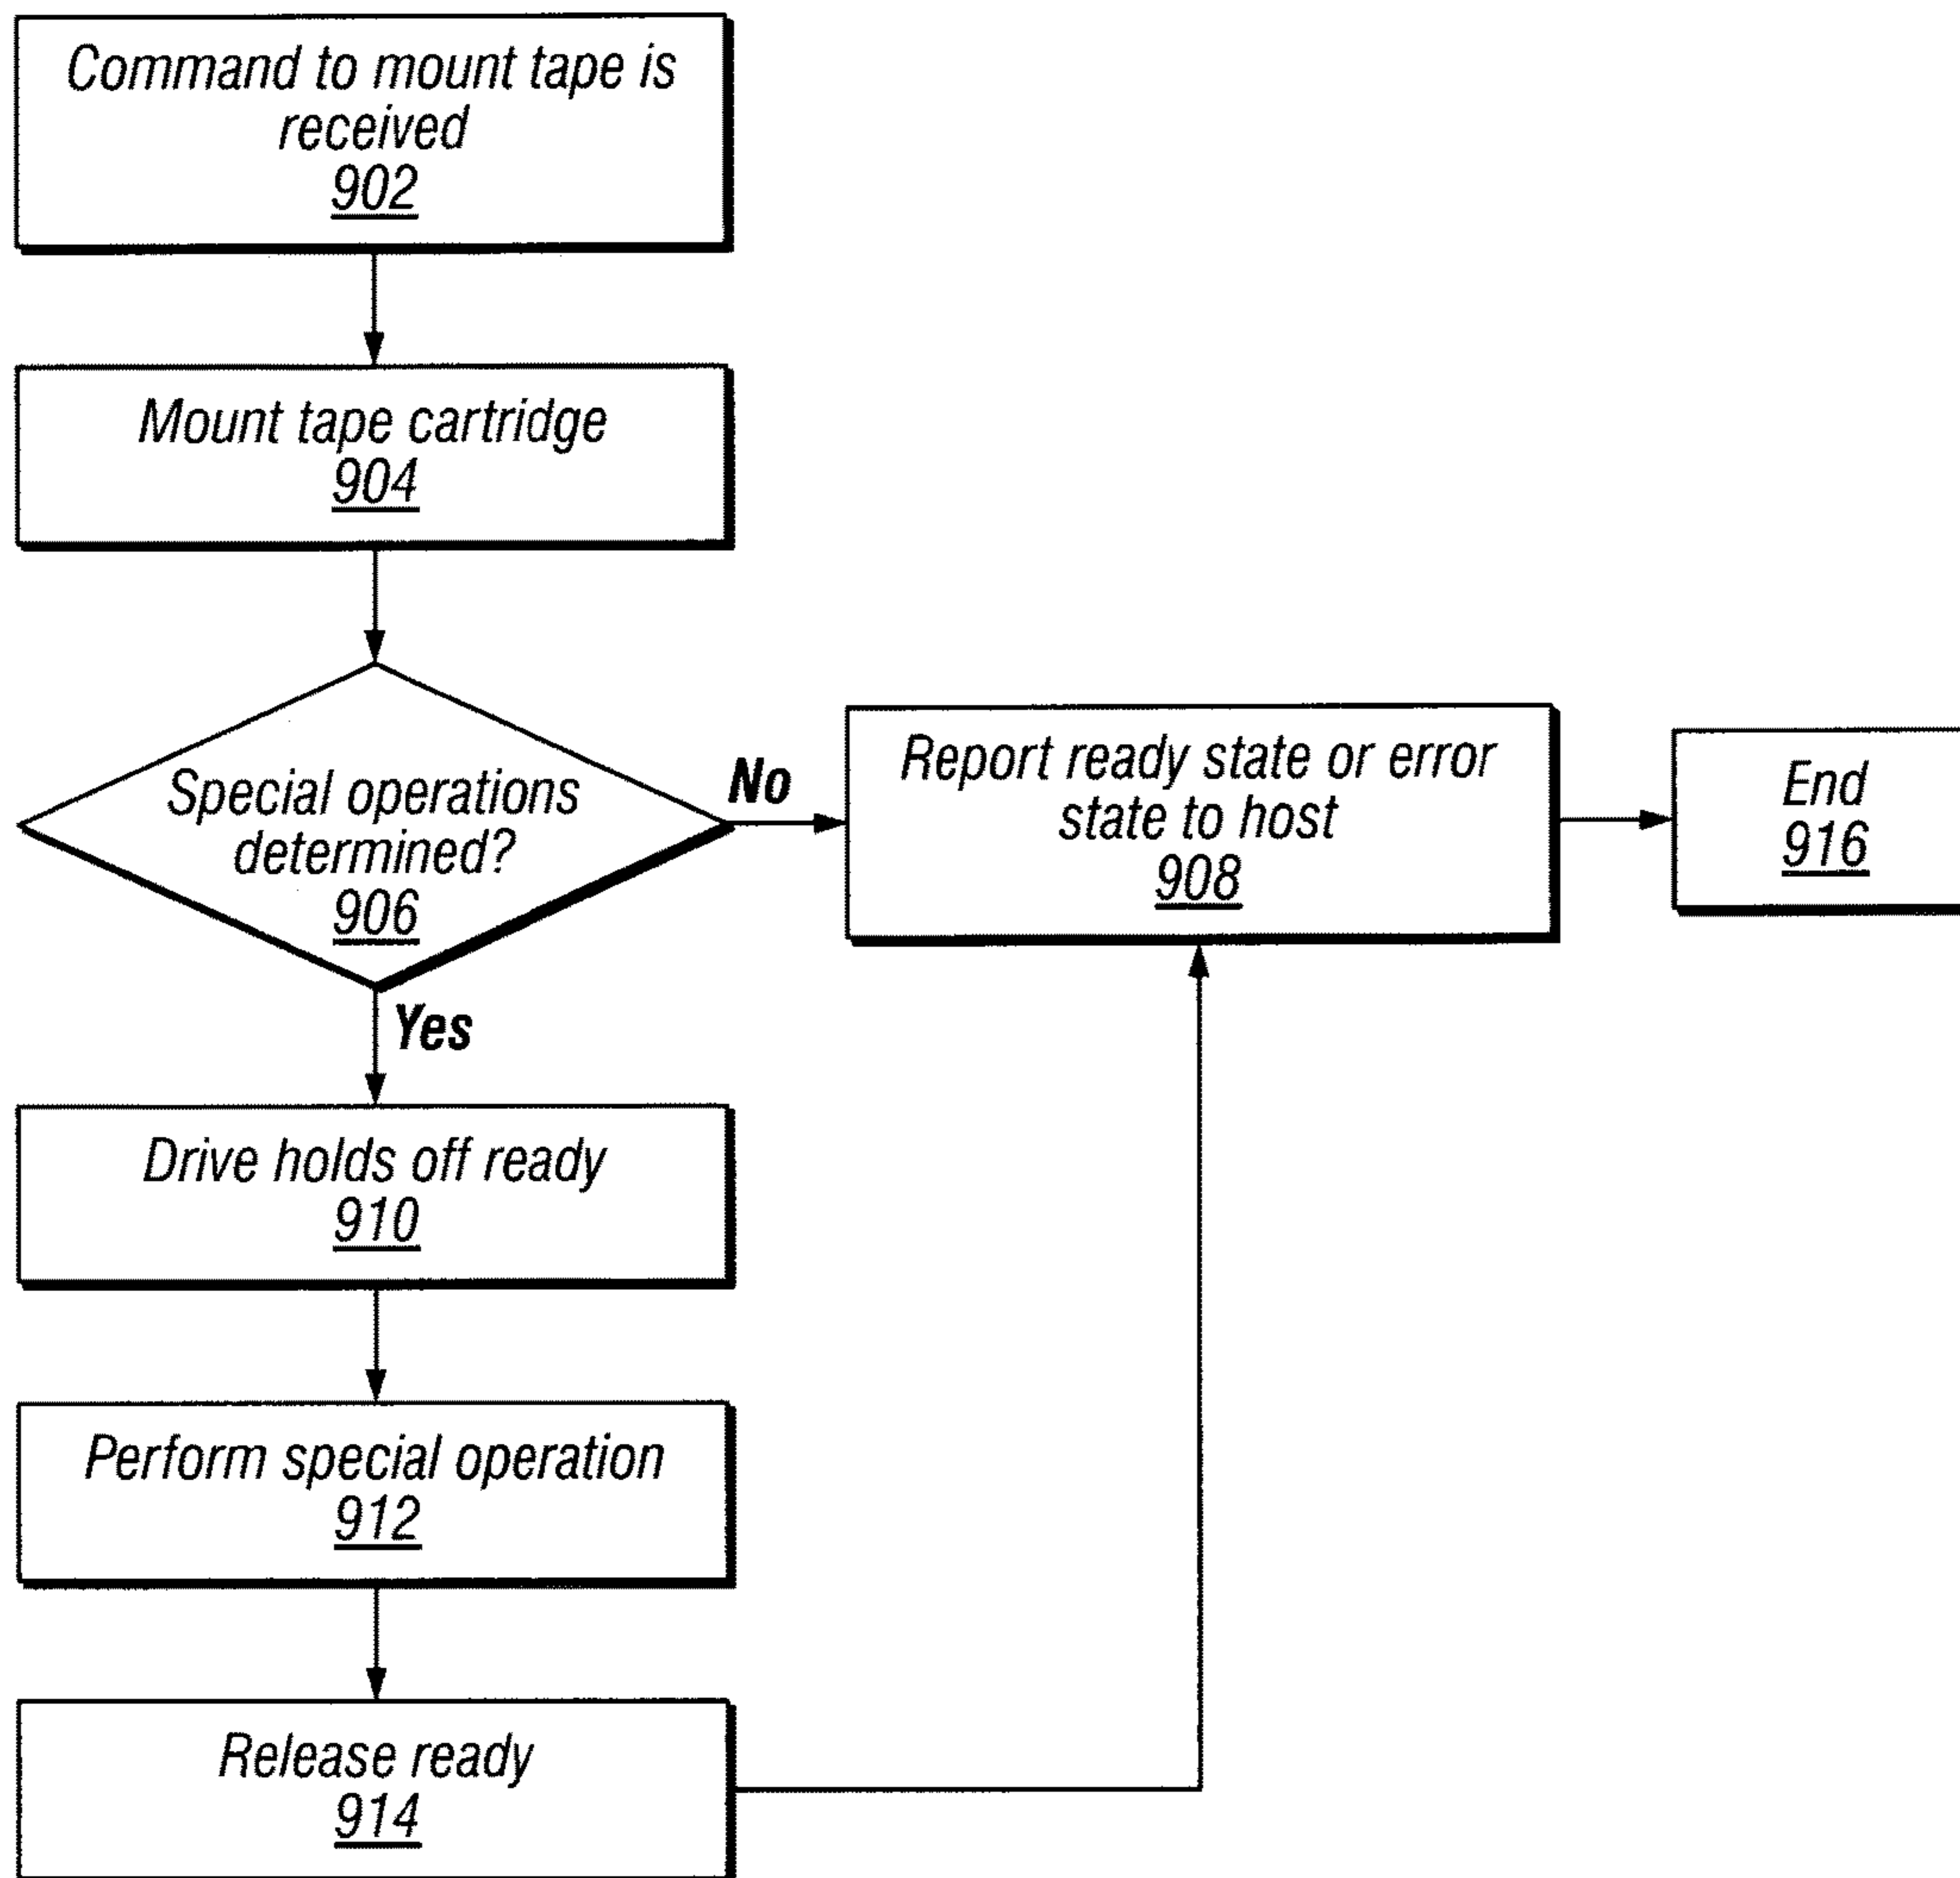 Command to mount tape is
received
902
Mount tape cartridge
904
Special operations
determined?
906
No
Report ready state or error
state to host
908
End
916
Yes
Drive holds off ready
910
Perform special operation
912
Release ready
914